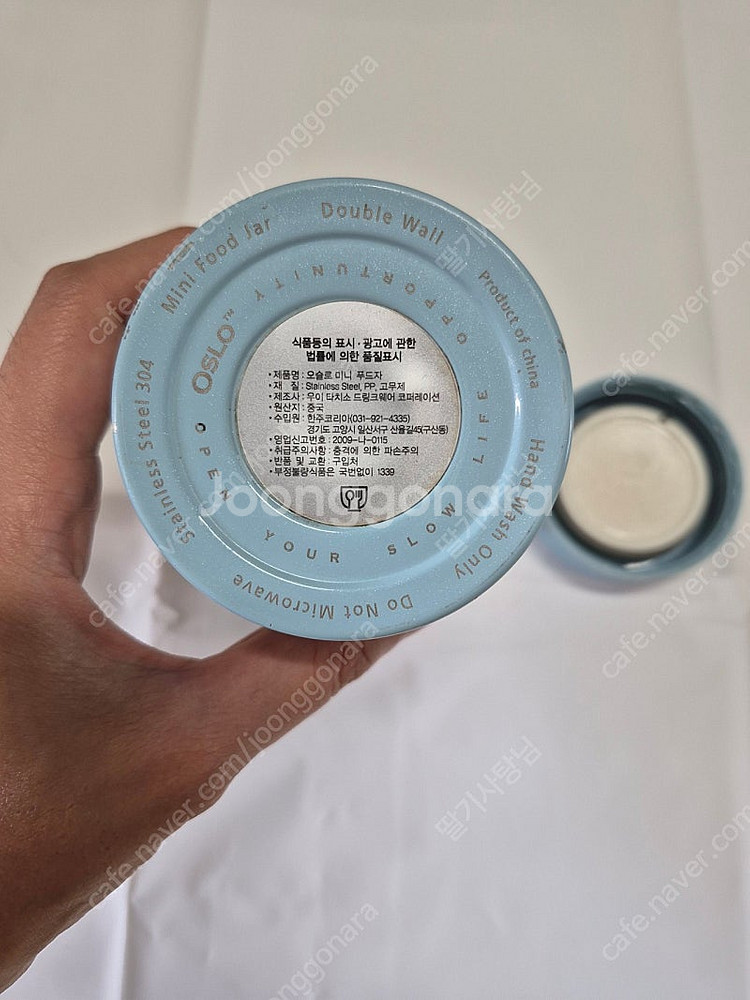 Mini Food Jar
Double Wall
Product of china
Hand Wash Only
Do Not Microwave
Stainless Steel 304
OSLO™
OPEN YOUR SLOW LIFE OPPORTUNITY
식품등의 표시·광고에 관한
법률에 의한 품질표시
·제품명 : 오슬로 미니 푸드자
·재 질 : Stainless Steel, PP, 고무제
·제조사 : 우이 타치소 드링크웨어 코퍼레이션
·원산지 : 중국
·수입원 : 한주코리아(031-921-4335)
경기도 고양시 일산서구 산율길45(구산동)
·영업신고번호 : 2009-나-0115
·취급주의사항 : 충격에 의한 파손주의
·반품 및 교환 : 구입처
·부정불량식품은 국번없이 1339
Joonggonara
cafe.naver.com/joonggonara
딸기사탕님